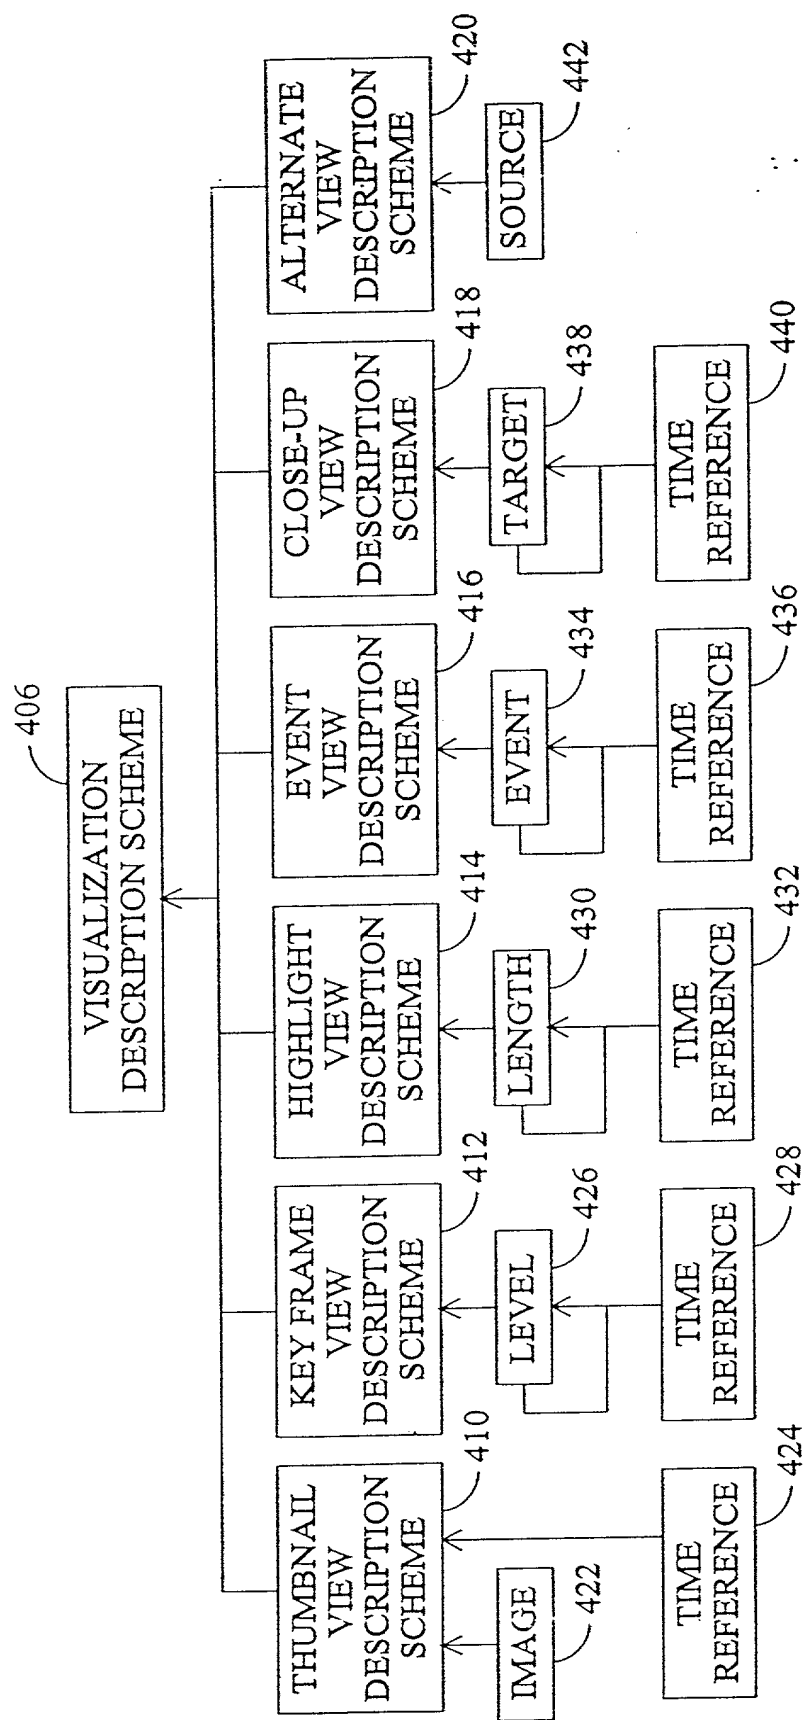 VISUALIZATION
DESCRIPTION SCHEME
406
THUMBNAIL
VIEW
DESCRIPTION
SCHEME
410
KEY FRAME
VIEW
DESCRIPTION
SCHEME
412
HIGHLIGHT
VIEW
DESCRIPTION
SCHEME
414
EVENT
VIEW
DESCRIPTION
SCHEME
416
CLOSE-UP
VIEW
DESCRIPTION
SCHEME
418
ALTERNATE
VIEW
DESCRIPTION
SCHEME
420
IMAGE
422
LEVEL
426
LENGTH
430
EVENT
434
TARGET
438
SOURCE
442
TIME
REFERENCE
424
TIME
REFERENCE
428
TIME
REFERENCE
432
TIME
REFERENCE
436
TIME
REFERENCE
440